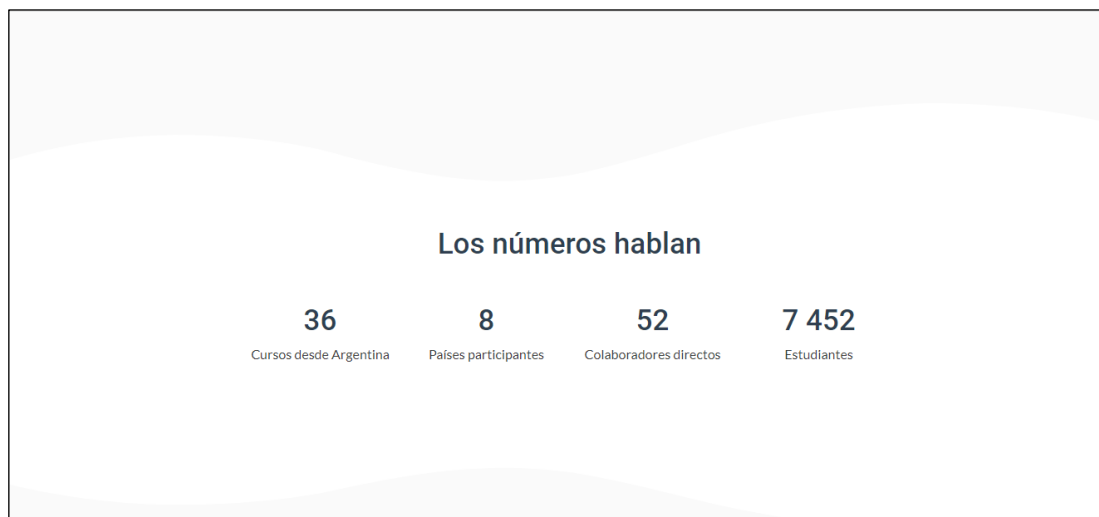 Los números hablan
36 8 52 7 452
Cursos desde Argentina Países participantes Colaboradores directos Estudiantes